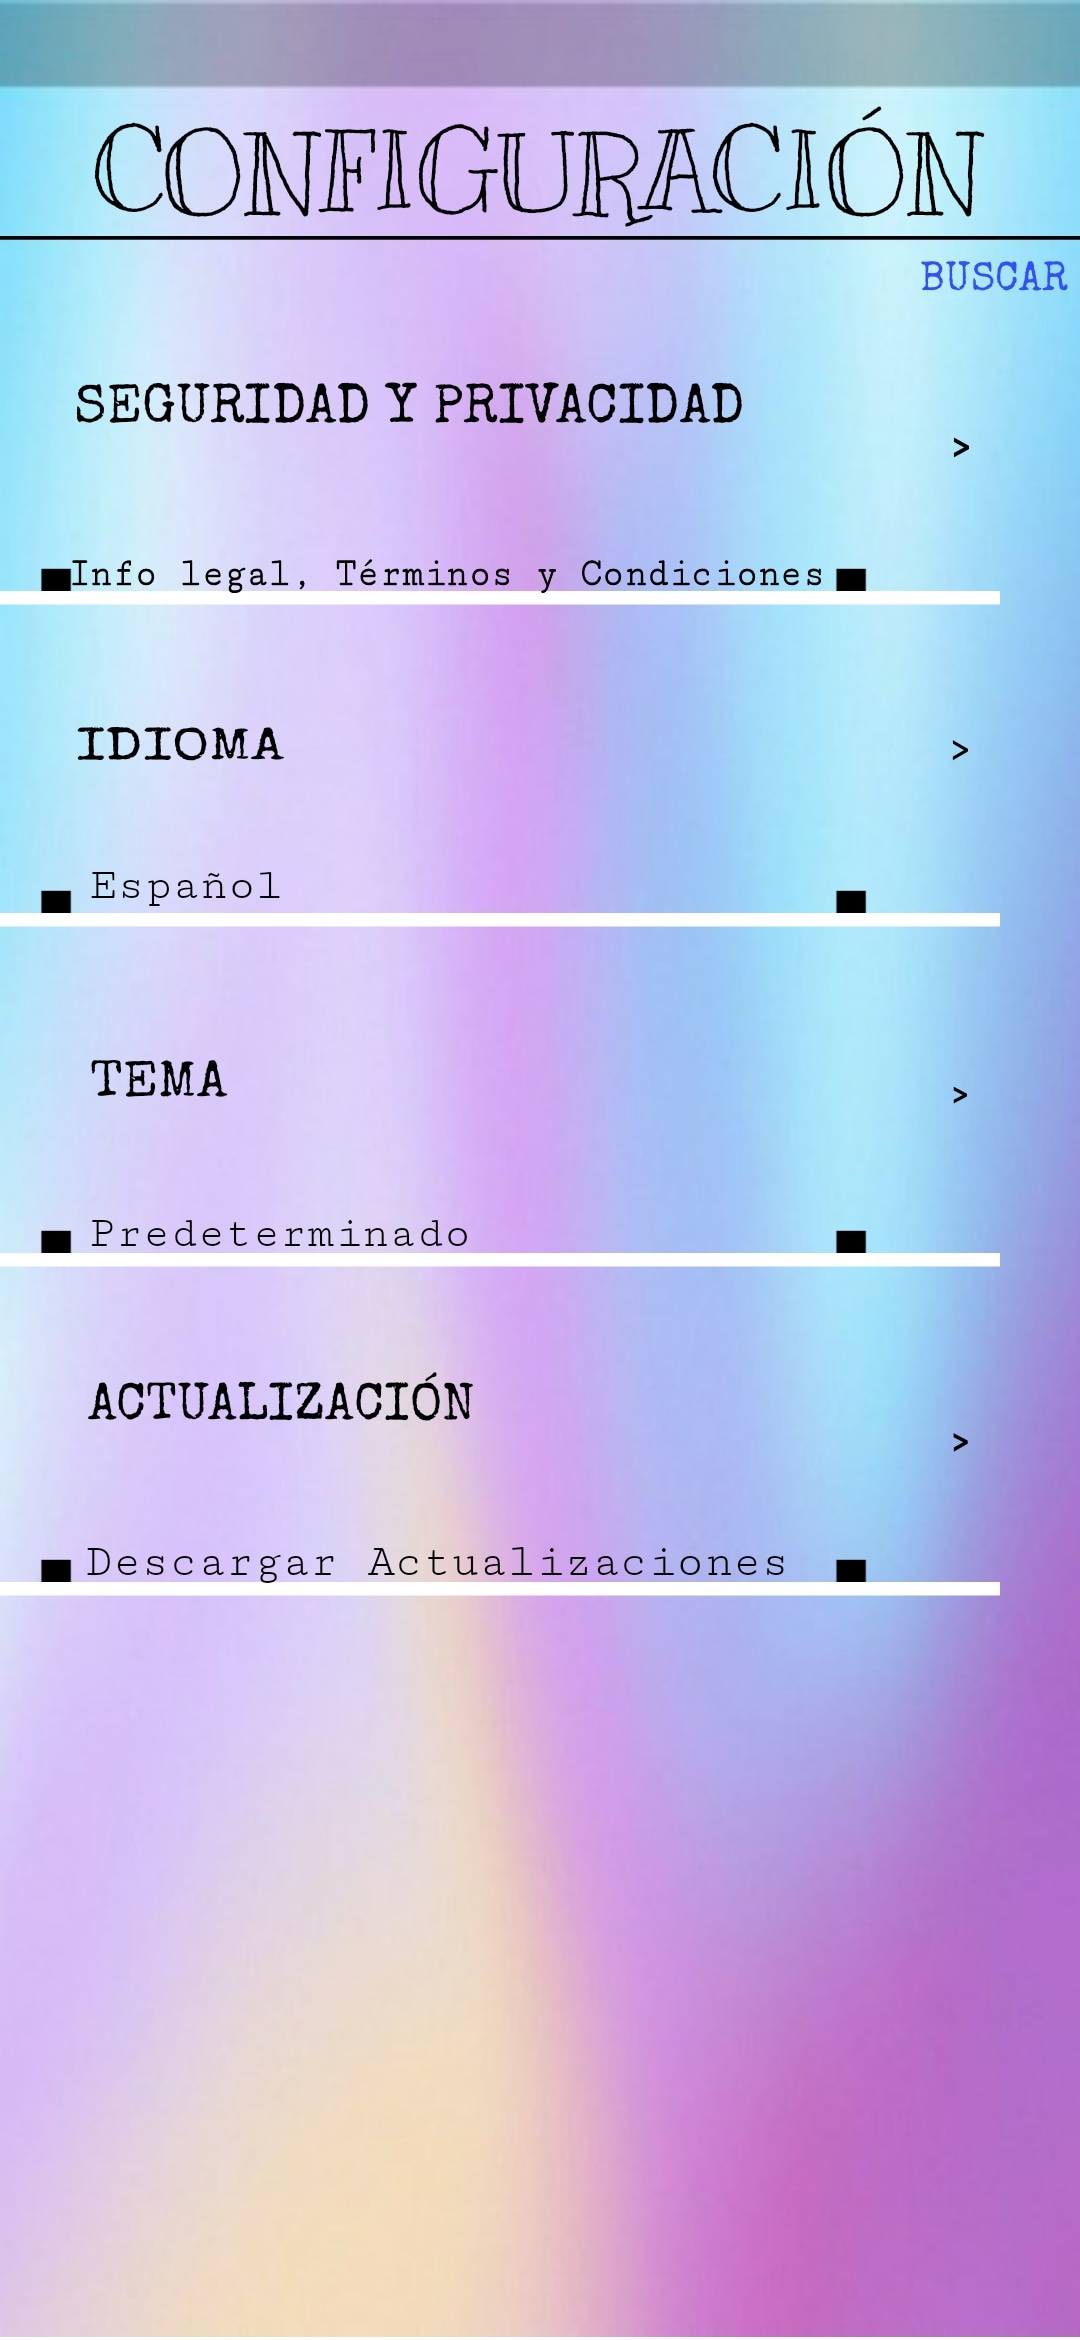 CONFIGURACIÓN
BUSCAR
SEGURIDAD Y PRIVACIDAD
>
Info legal, Términos y Condiciones
IDIOMA >
Español
TEMA
>
Predeterminado
ACTUALIZACIÓN
>
Descargar Actualizaciones